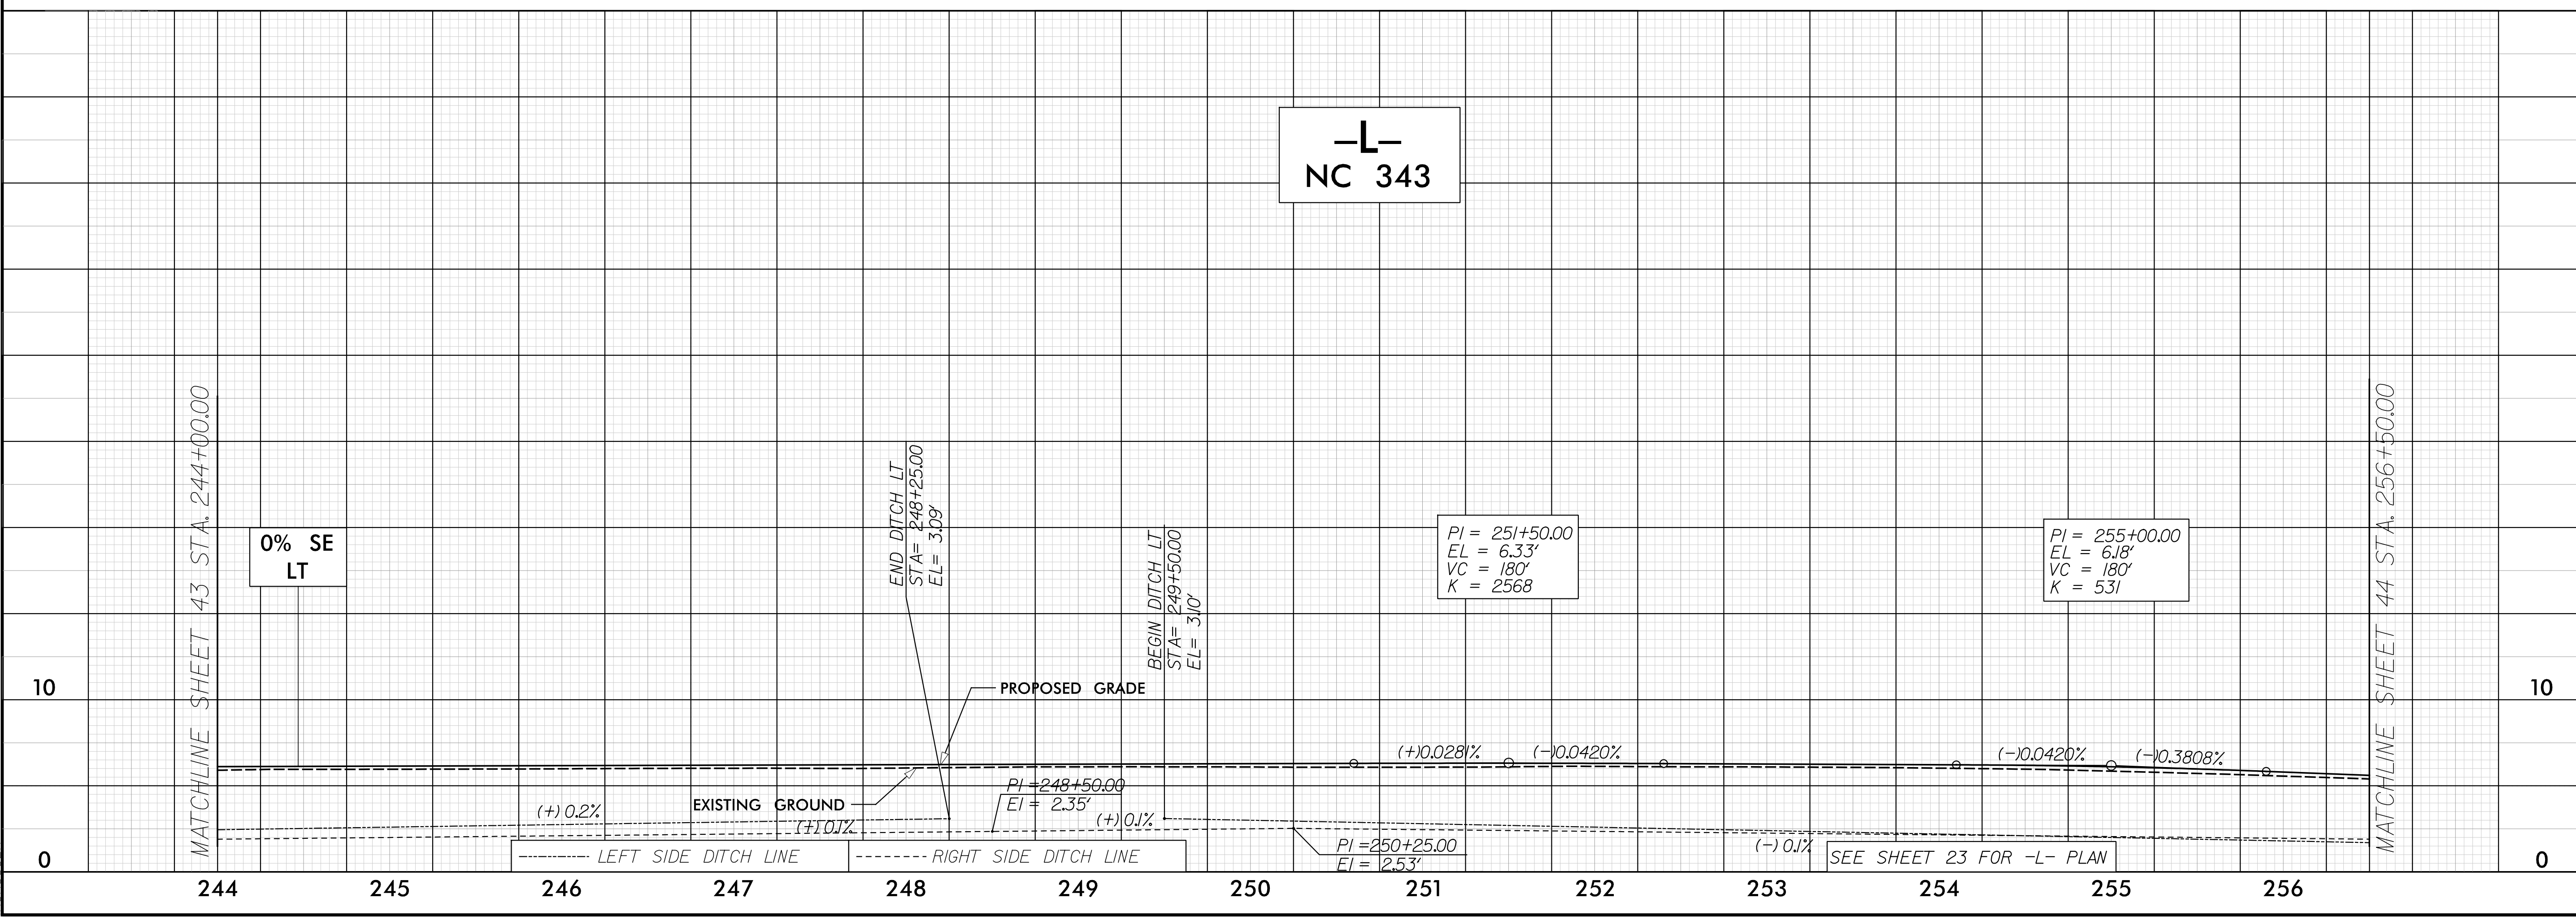 –L–
NC 343
MATCHLINE SHEET 43 STA. 244+00.00
0% SE
LT
END DITCH LT
STA= 248+25.00
EL= 3.09'
BEGIN DITCH LT
STA= 249+50.00
EL= 3.10'
PI = 251+50.00
EL = 6.33'
VC = 180'
K = 2568
PI = 255+00.00
EL = 6.18'
VC = 180'
K = 531
MATCHLINE SHEET 44 STA. 256+50.00
10
10
PROPOSED GRADE
(+)0.0281%
(-)0.0420%
(-)0.0420%
(-)0.3808%
EXISTING GROUND
PI =248+50.00
EI = 2.35'
(+) 0.2%
(+) 0.1%
(+) 0.1%
PI =250+25.00
EI = 2.53'
(-) 0.1%
LEFT SIDE DITCH LINE
RIGHT SIDE DITCH LINE
SEE SHEET 23 FOR -L- PLAN
0
0
244 245 246 247 248 249 250 251 252 253 254 255 256